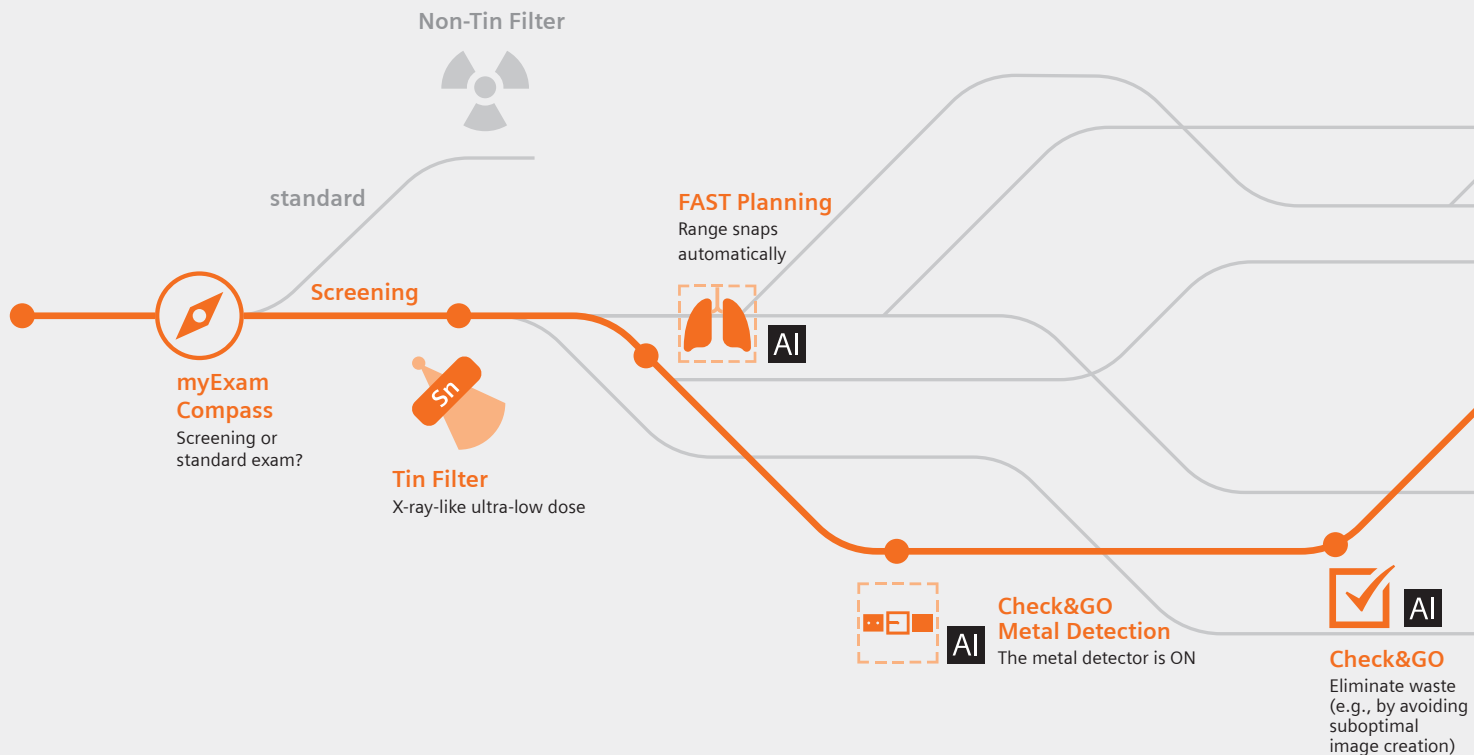 Non-Tin Filter
standard
Screening
myExam
Compass
Screening or
standard exam?
Sn
Tin Filter
X-ray-like ultra-low dose
FAST Planning
Range snaps
automatically
AI
AI
Check&GO
Metal Detection
The metal detector is ON
AI
Check&GO
Eliminate waste
(e.g., by avoiding
suboptimal
image creation)